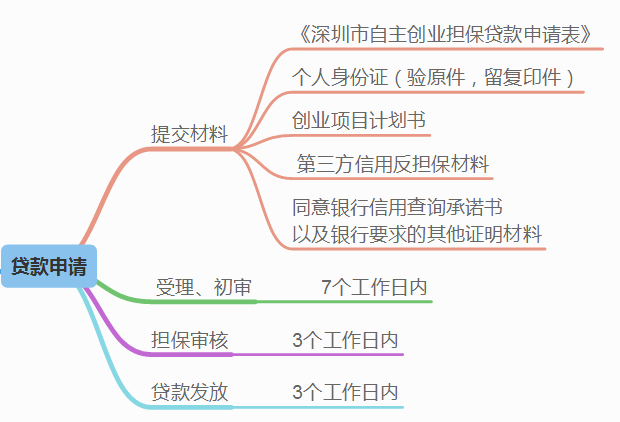 《深圳市自主创业担保贷款申请表》
个人身份证（验原件，留复印件）
提交材料
创业项目计划书
第三方信用反担保材料
同意银行信用查询承诺书
以及银行要求的其他证明材料
贷款申请
受理、初审 7个工作日内
担保审核 3个工作日内
贷款发放 3个工作日内